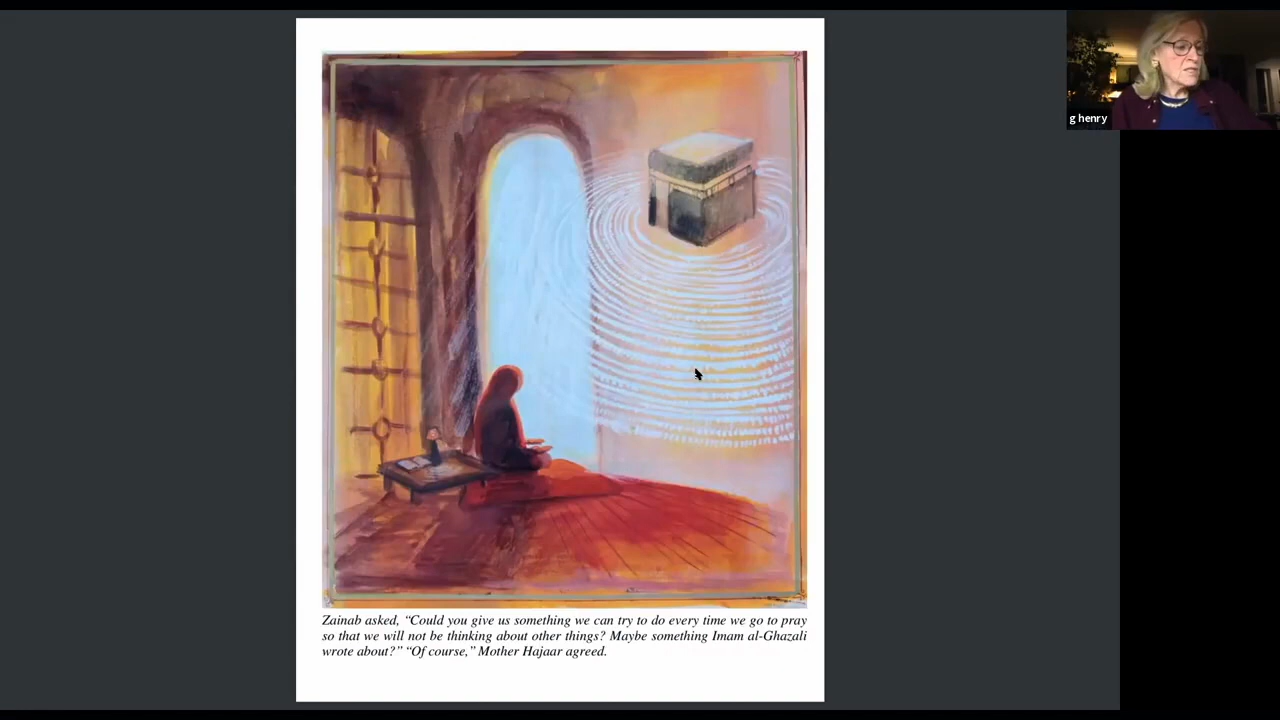 g henry
Zainab asked, “Could you give us something we can try to do every time we go to pray
so that we will not be thinking about other things? Maybe something Imam al-Ghazali
wrote about?” “Of course,” Mother Hajaar agreed.